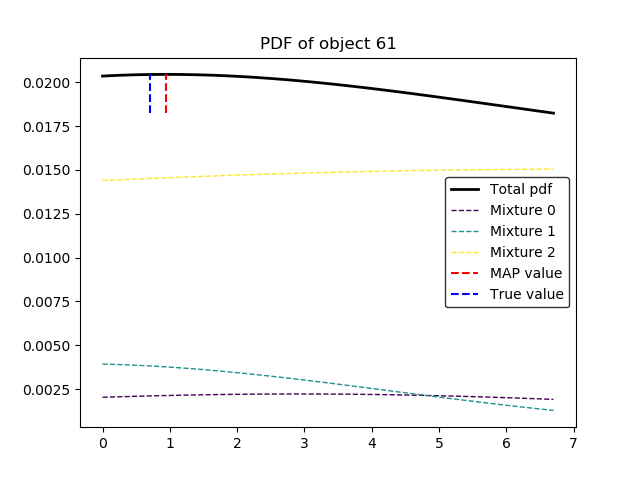 PDF of object 61
0.0200
0.0175
0.0150
0.0125
0.0100
0.0075
0.0050
0.0025
Total pdf
Mixture 0
Mixture 1
Mixture 2
MAP value
True value
0 1 2 3 4 5 6 7